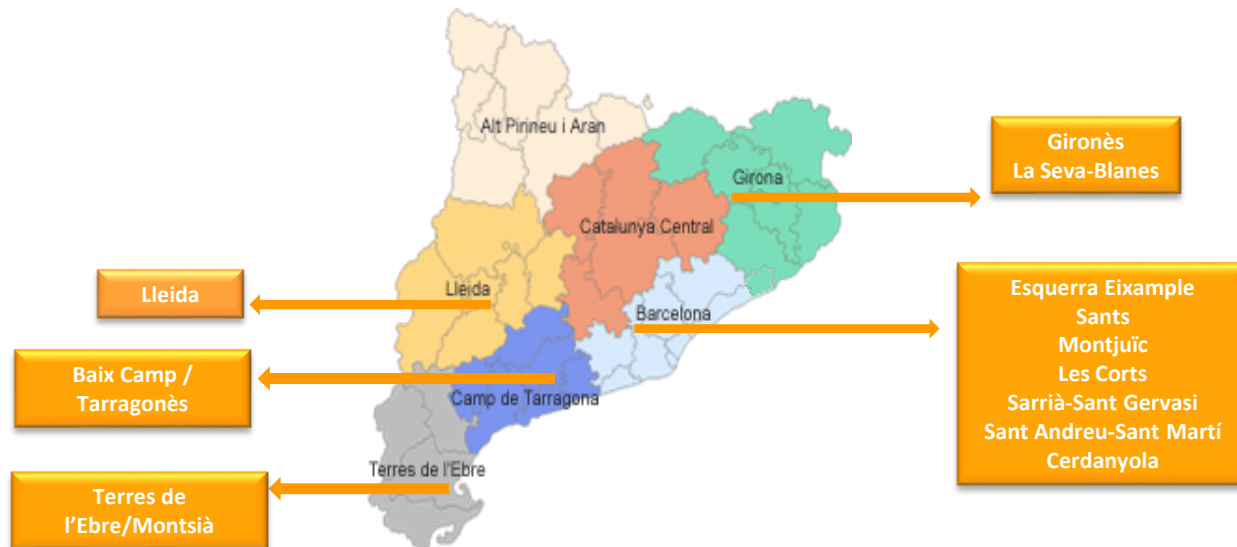 Alt Pirineu i Aran
Girona
Catalunya Central
Lleida
Barcelona
Camp de Tarragona
Terres de l'Ebre
Gironès
La Seva-Blanes
Esquerra Eixample
Sants
Montjuïc
Les Corts
Sarrià-Sant Gervasi
Sant Andreu-Sant Martí
Cerdanyola
Lleida
Baix Camp /
Tarragonès
Terres de
l’Ebre/Montsià